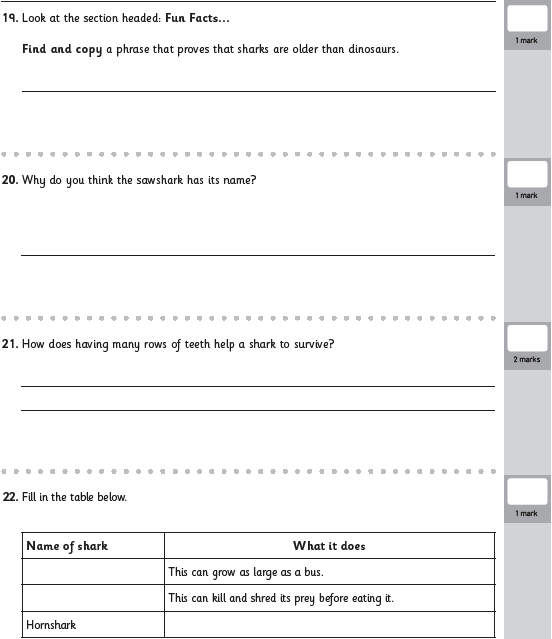 19. Look at the section headed: Fun Facts...
1 mark
Find and copy a phrase that proves that sharks are older than dinosaurs.
20. Why do you think the sawshark has its name?
1 mark
21. How does having many rows of teeth help a shark to survive?
2 marks
22. Fill in the table below.
1 mark
Name of shark What it does
This can grow as large as a bus.
This can kill and shred its prey before eating it.
Hornshark